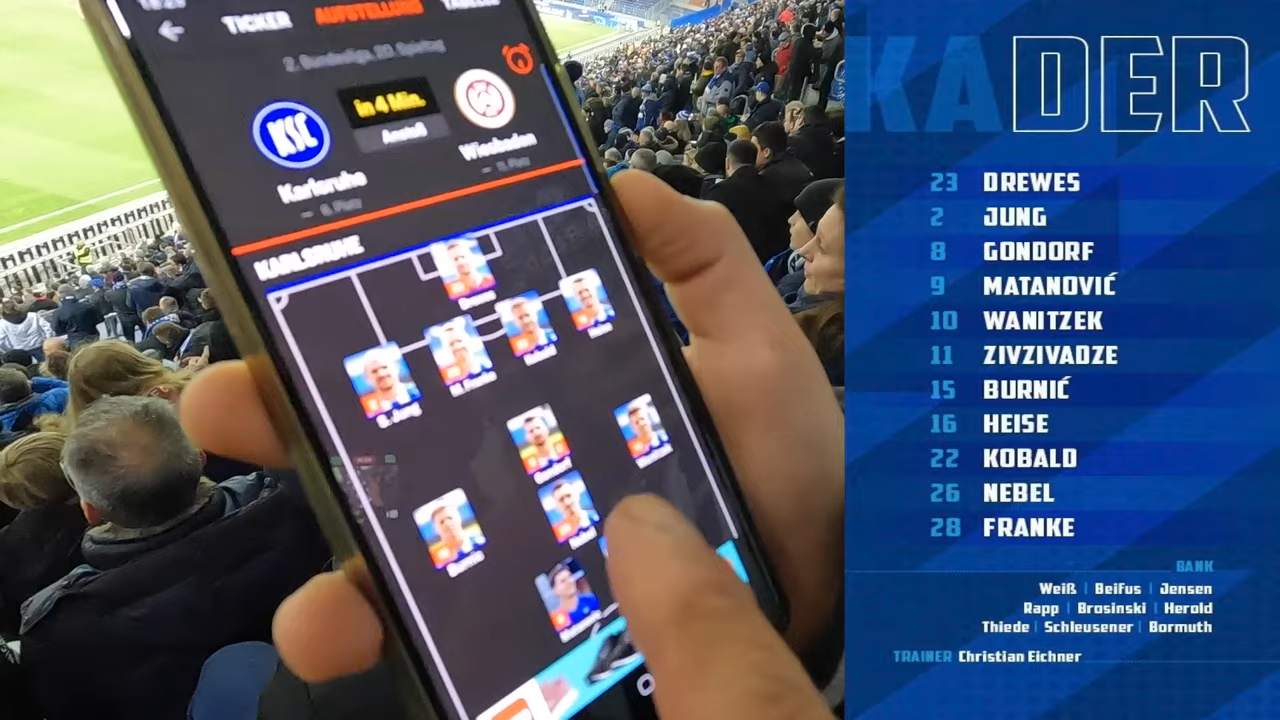 TICKER AUFSTELLUNG TABELLE
2. Bundesliga, 20. Spieltag
in 4 Min.
Anstoß
KSC
Karlsruhe
Wiesbaden
KARLSRUHE
S. Jung
M. Franke
KADER
23 DREWES
2 JUNG
8 GONDORF
9 MATANOVIĆ
10 WANITZEK
11 ZIVZIVADZE
15 BURNIĆ
16 HEISE
22 KOBALD
26 NEBEL
28 FRANKE
BANK
Weiß | Beifus | Jensen
Rapp | Brosinski | Herold
Thiede | Schleusener | Bormuth
TRAINER Christian Eichner